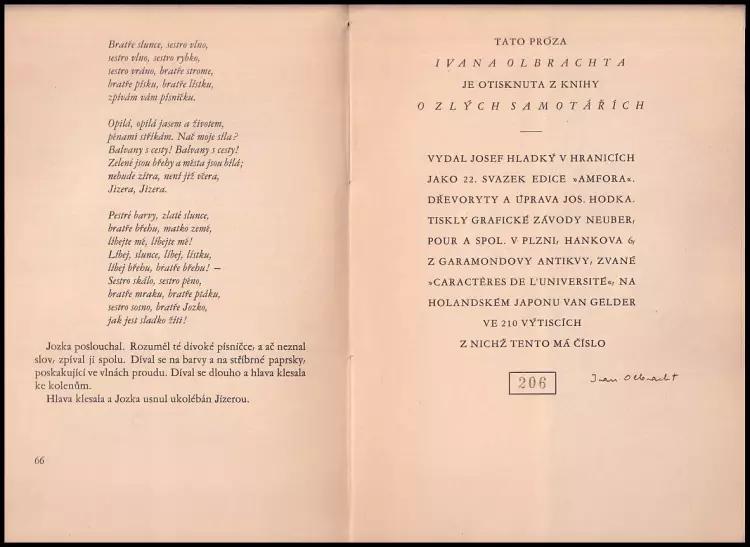 Bratře slunce, sestro vlno,
sestro vlno, sestro rybko,
sestro vráno, bratře strome,
bratře písku, bratře lístku,
zpívám vám písničku.
Opilá, opilá jasem a životem,
pěnami stříkám. Nač moje síla?
Balvany s cesty! Balvany s cesty!
Zelené jsou břehy a města jsou bílá;
nebude zítra, není již včera,
Jizera, Jizera.
Pestré barvy, zlaté slunce,
bratře břehu, matko země,
líbejte mě, líbejte mě!
Líbej, slunce, líbej, lístku,
líbej břehu, bratře břehu! —
Sestro skálo, sestro pěno,
bratře mraku, bratře ptáku,
sestro sosno, bratře Jozko,
jak jest sladko žíti!
Jozka poslouchal. Rozuměl té divoké písničce, a ač neznal
slov, zpíval ji spolu. Díval se na barvy a na stříbrné paprsky,
poskakující ve vlnách proudu. Díval se dlouho a hlava klesala
ke kolenům.
Hlava klesala a Jozka usnul ukolébán Jizerou.
66
TATO PRÓZA
IVANA OLBRACHTA
JE OTISKNUTA Z KNIHY
O ZLÝCH SAMOTÁŘÍCH
VYDAL JOSEF HLADKÝ V HRANICÍCH
JAKO 22. SVAZEK EDICE »AMFORA«.
DŘEVORYTY A ÚPRAVA JOS. HODKA.
TISKLY GRAFICKÉ ZÁVODY NEUBER,
POUR A SPOL. V PLZNI, HANKOVA 6,
Z GARAMONDOVY ANTIKVY, ZVANÉ
»CARACTÈRES DE L'UNIVERSITÉ«, NA
HOLANDSKÉM JAPONU VAN GELDER
VE 210 VÝTISCÍCH
Z NICHŽ TENTO MÁ ČÍSLO
206
Ivan Olbracht